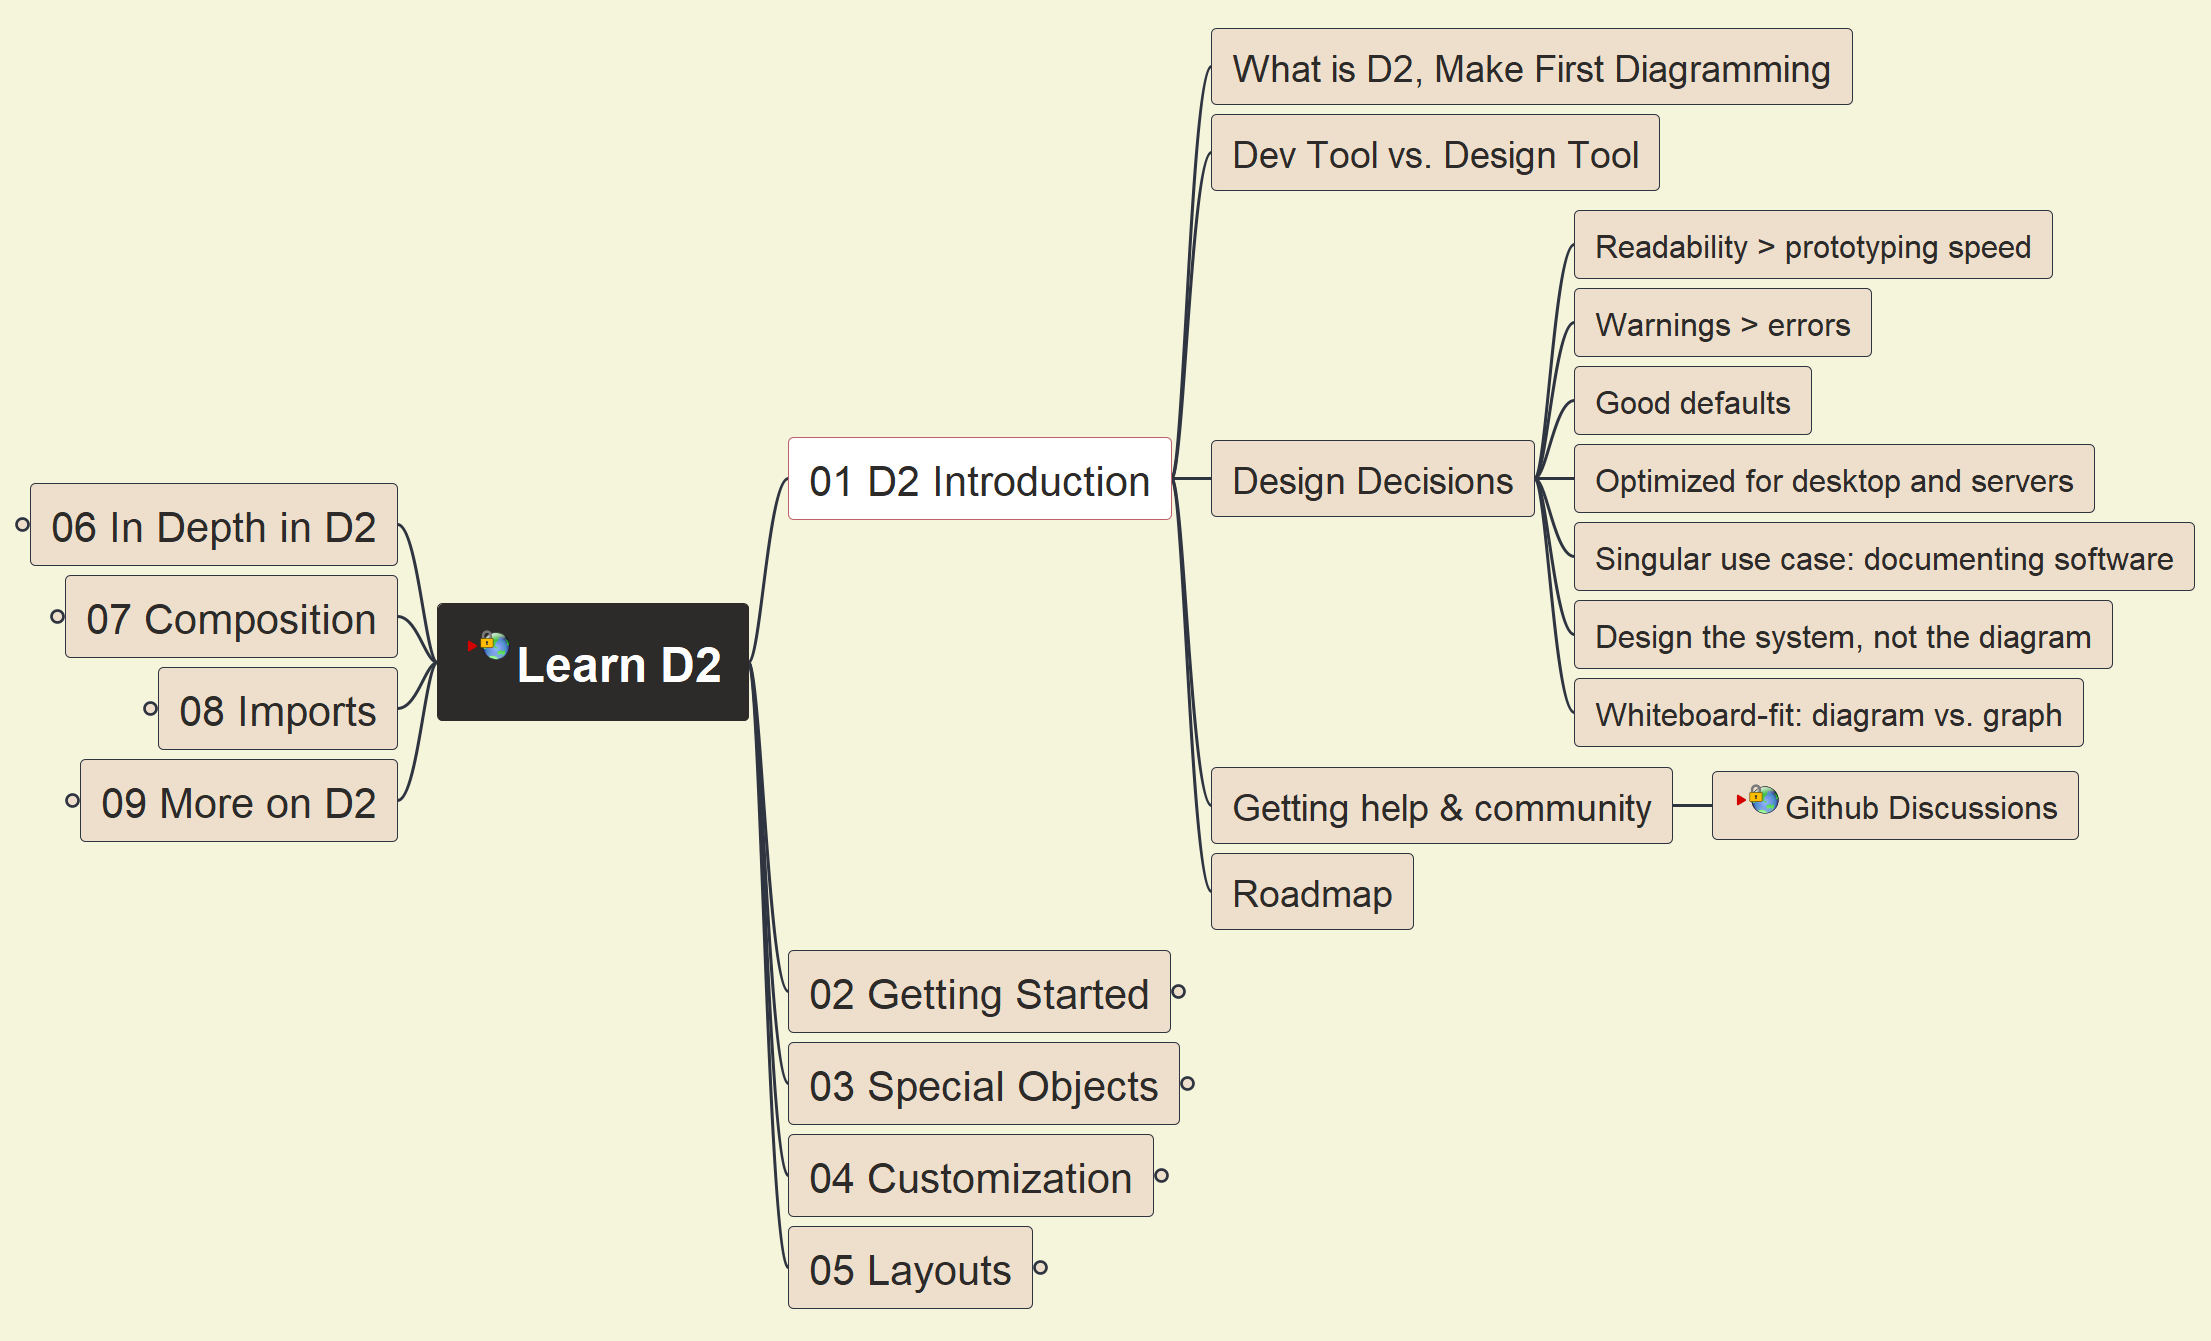 Learn D2
01 D2 Introduction
What is D2, Make First Diagramming
Dev Tool vs. Design Tool
Design Decisions
Readability > prototyping speed
Warnings > errors
Good defaults
Optimized for desktop and servers
Singular use case: documenting software
Design the system, not the diagram
Whiteboard-fit: diagram vs. graph
Getting help & community
Github Discussions
Roadmap
02 Getting Started
03 Special Objects
04 Customization
05 Layouts
06 In Depth in D2
07 Composition
08 Imports
09 More on D2